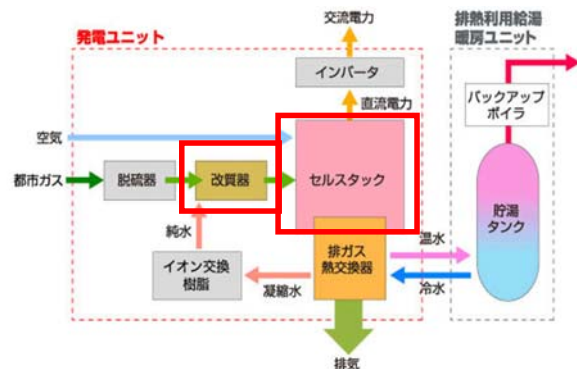 交流電力
発電ユニット
排熱利用給湯
暖房ユニット
インバータ
直流電力
バックアップ
ボイラ
空気
都市ガス
脱硫器
改質器
セルスタック
貯湯
タンク
純水
排ガス
熱交換器
温水
イオン交換
樹脂
凝縮水
冷水
排気